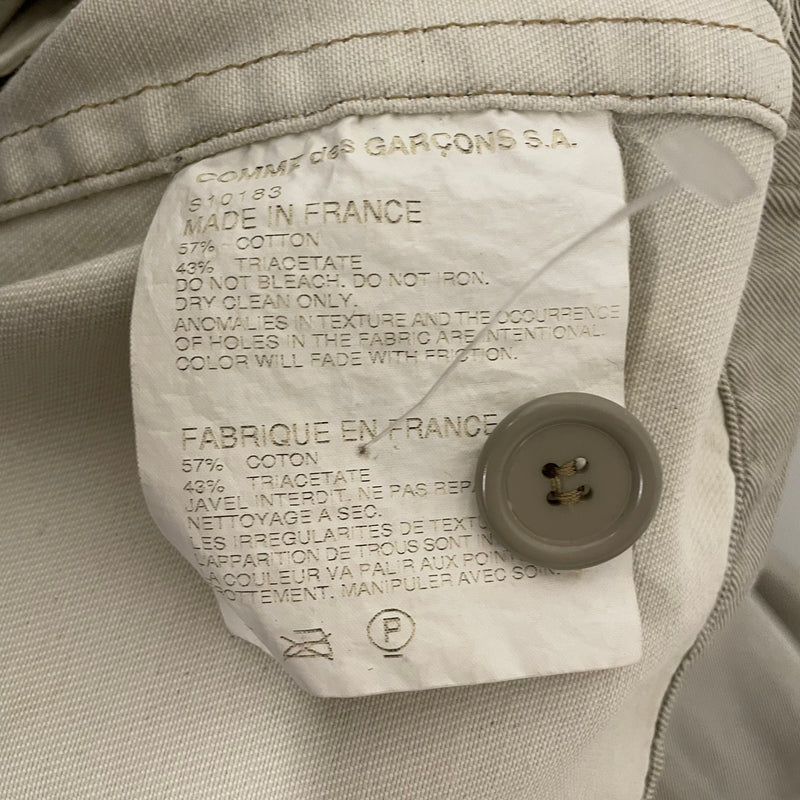 COMME des GARÇONS S.A.
S10183
MADE IN FRANCE
57% COTTON
43% TRIACETATE
DO NOT BLEACH. DO NOT IRON.
DRY CLEAN ONLY.
ANOMALIES IN TEXTURE AND THE OCCURRENCE
OF HOLES IN THE FABRIC ARE INTENTIONAL.
COLOR WILL FADE WITH FRICTION.
FABRIQUE EN FRANCE
57% COTON
43% TRIACETATE
JAVEL INTERDIT. NE PAS REPA
NETTOYAGE A SEC.
LES IRREGULARITES DE TEXTU
L'APPARITION DE TROUS SONT IN
LA COULEUR VA PALIR AUX POIN
FROTTEMENT. MANIPULER AVEC SOIN.
P